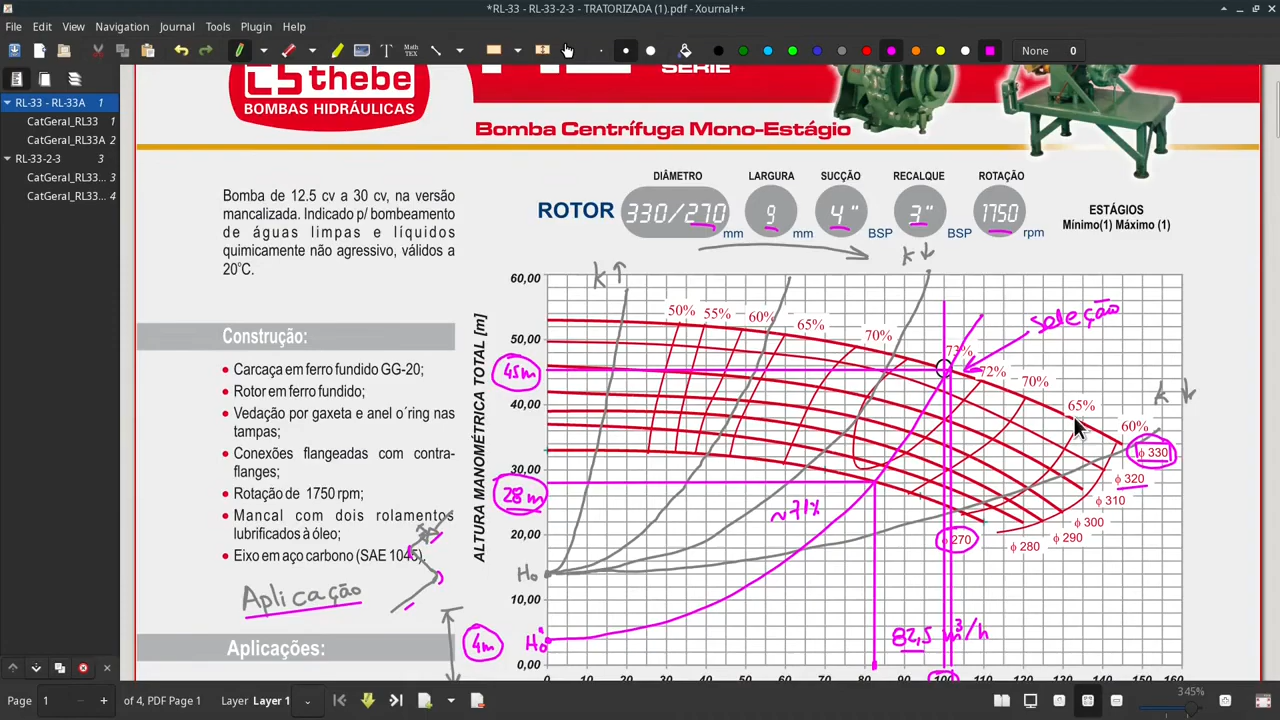 *RL-33 - RL-33-2-3 - TRATORIZADA (1).pdf - Xournal++
File Edit View Navigation Journal Tools Plugin Help
None 0
RL-33 - RL-33A 1
CatGeral_RL33 1
CatGeral_RL33A 2
RL-33-2-3 3
CatGeral_RL33... 3
CatGeral_RL33... 4
thebe
BOMBAS HIDRÁULICAS
SÉRIE
Bomba Centrífuga Mono-Estágio
Bomba de 12.5 cv a 30 cv, na versão
mancalizada. Indicado p/ bombeamento
de águas limpas e líquidos
quimicamente não agressivo, válidos a
20°C.
ROTOR
DIÂMETRO LARGURA SUCÇÃO RECALQUE ROTAÇÃO
330/270 mm 9 mm 4" BSP 3" BSP 1750 rpm
ESTÁGIOS
Mínimo(1) Máximo (1)
Construção:
Carcaça em ferro fundido GG-20;
Rotor em ferro fundido;
Vedação por gaxeta e anel o´ring nas
tampas;
Conexões flangeadas com contra-
flanges;
Rotação de 1750 rpm;
Mancal com dois rolamentos
lubrificados à óleo;
Eixo em aço carbono (SAE 1045).
Aplicação
Aplicações:
ALTURA MANOMÉTRICA TOTAL [m]
60,00
50,00
40,00
30,00
20,00
10,00
0,00
k↑
k↓
k↓
seleção
45m
28m
4m
Ho
Ho
~71%
82,5 m³/h
50% 55% 60% 65% 70% 73% 72% 70% 65% 60%
ϕ 330
ϕ 320
ϕ 310
ϕ 300
ϕ 290
ϕ 280
ϕ 270
0 10 20 30 40 50 60 70 80 90 100 110 120 130 140 150 160
Page 1 of 4, PDF Page 1 Layer Layer 1 345%